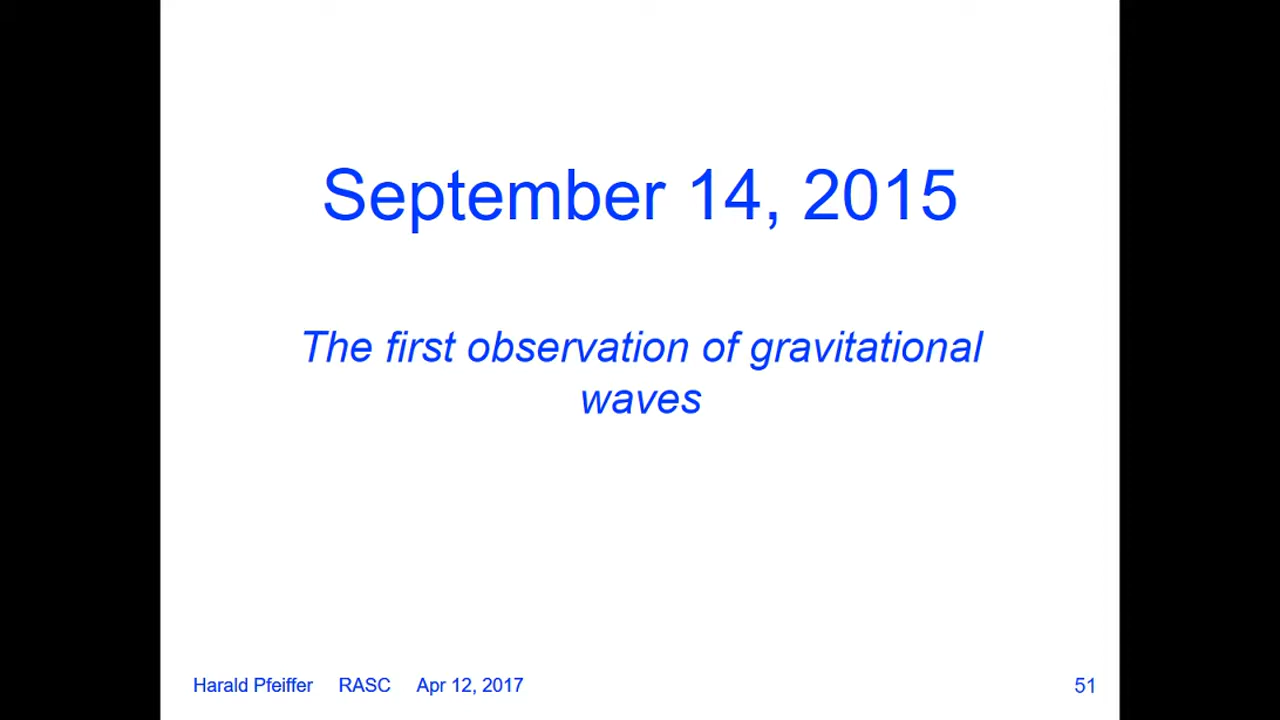 September 14, 2015
The first observation of gravitational
waves
Harald Pfeiffer RASC Apr 12, 2017 51